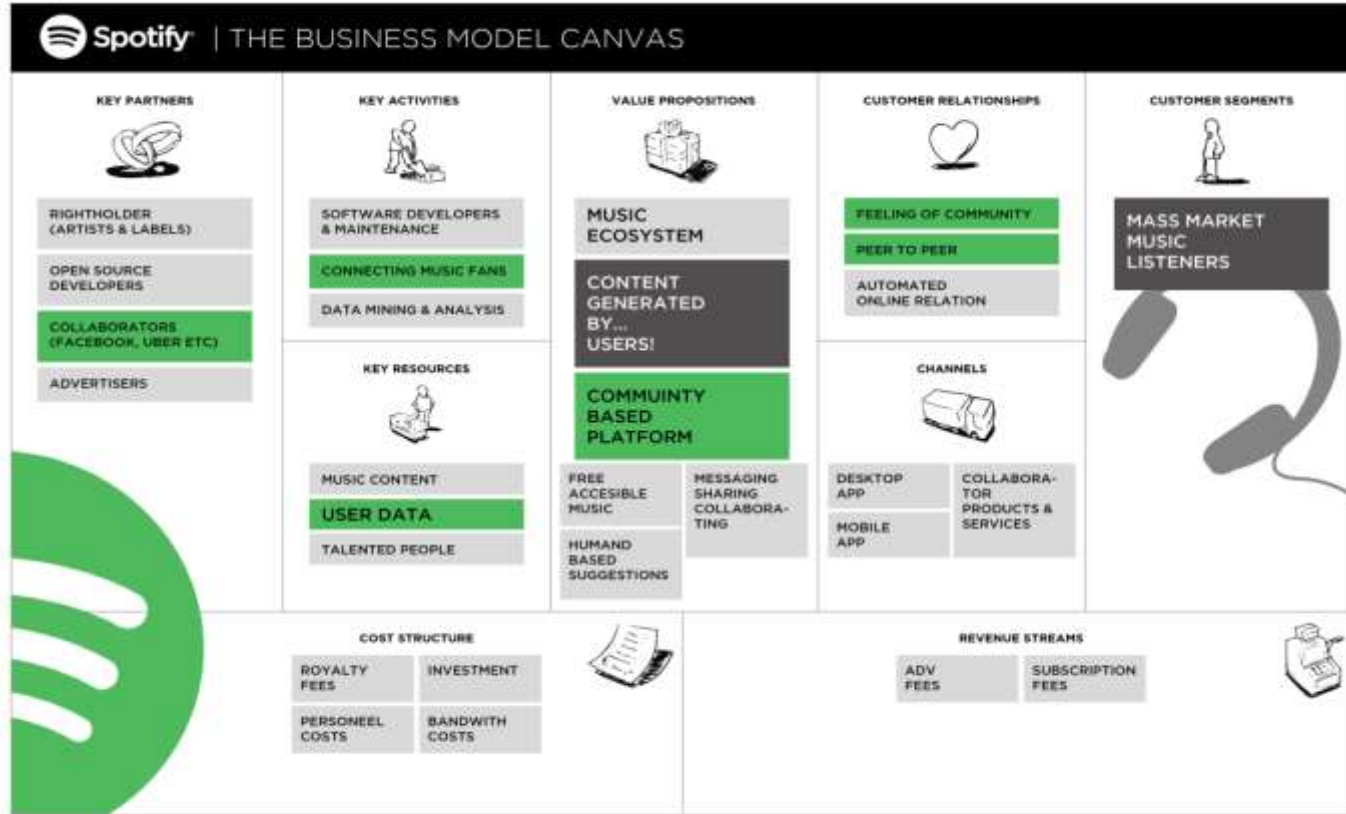 Spotify | THE BUSINESS MODEL CANVAS
KEY PARTNERS
RIGHTHOLDER
(ARTISTS & LABELS)
OPEN SOURCE
DEVELOPERS
COLLABORATORS
(FACEBOOK, UBER ETC)
ADVERTISERS
KEY ACTIVITIES
SOFTWARE DEVELOPERS
& MAINTENANCE
CONNECTING MUSIC FANS
DATA MINING & ANALYSIS
KEY RESOURCES
MUSIC CONTENT
USER DATA
TALENTED PEOPLE
VALUE PROPOSITIONS
MUSIC
ECOSYSTEM
CONTENT
GENERATED
BY...
USERS!
COMMUINTY
BASED
PLATFORM
FREE
ACCESIBLE
MUSIC
HUMAND
BASED
SUGGESTIONS
MESSAGING
SHARING
COLLABORA-
TING
CUSTOMER RELATIONSHIPS
FEELING OF COMMUNITY
PEER TO PEER
AUTOMATED
ONLINE RELATION
CHANNELS
DESKTOP
APP
MOBILE
APP
COLLABORA-
TOR
PRODUCTS &
SERVICES
CUSTOMER SEGMENTS
MASS MARKET
MUSIC
LISTENERS
COST STRUCTURE
ROYALTY
FEES
INVESTMENT
PERSONEEL
COSTS
BANDWITH
COSTS
REVENUE STREAMS
ADV
FEES
SUBSCRIPTION
FEES